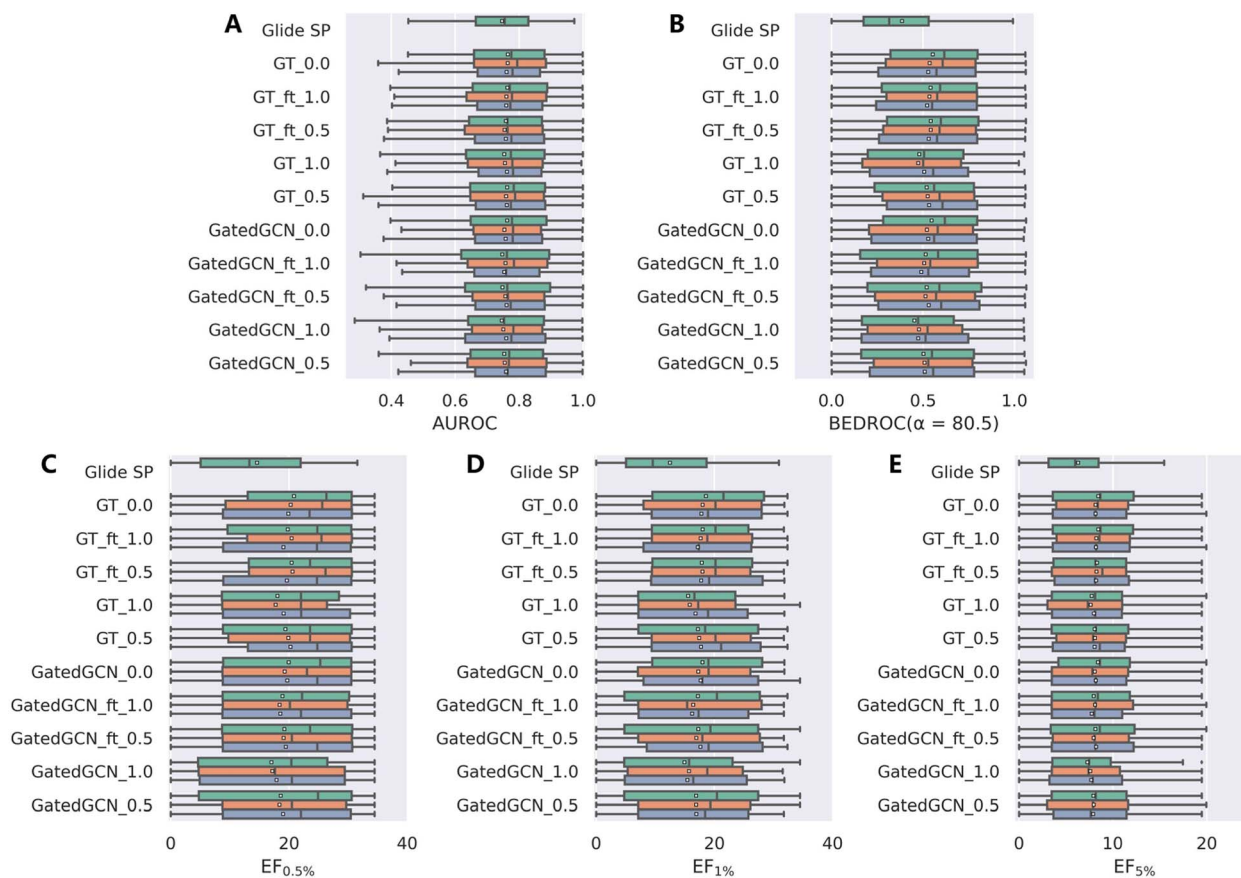 A
Glide SP
GT_0.0
GT_ft_1.0
GT_ft_0.5
GT_1.0
GT_0.5
GatedGCN_0.0
GatedGCN_ft_1.0
GatedGCN_ft_0.5
GatedGCN_1.0
GatedGCN_0.5
0.4 0.6 0.8 1.0
AUROC
B
Glide SP
GT_0.0
GT_ft_1.0
GT_ft_0.5
GT_1.0
GT_0.5
GatedGCN_0.0
GatedGCN_ft_1.0
GatedGCN_ft_0.5
GatedGCN_1.0
GatedGCN_0.5
0.0 0.5 1.0
BEDROC(α = 80.5)
C
Glide SP
GT_0.0
GT_ft_1.0
GT_ft_0.5
GT_1.0
GT_0.5
GatedGCN_0.0
GatedGCN_ft_1.0
GatedGCN_ft_0.5
GatedGCN_1.0
GatedGCN_0.5
0 20 40
EF0.5%
D
Glide SP
GT_0.0
GT_ft_1.0
GT_ft_0.5
GT_1.0
GT_0.5
GatedGCN_0.0
GatedGCN_ft_1.0
GatedGCN_ft_0.5
GatedGCN_1.0
GatedGCN_0.5
0 20 40
EF1%
E
Glide SP
GT_0.0
GT_ft_1.0
GT_ft_0.5
GT_1.0
GT_0.5
GatedGCN_0.0
GatedGCN_ft_1.0
GatedGCN_ft_0.5
GatedGCN_1.0
GatedGCN_0.5
0 10 20
EF5%